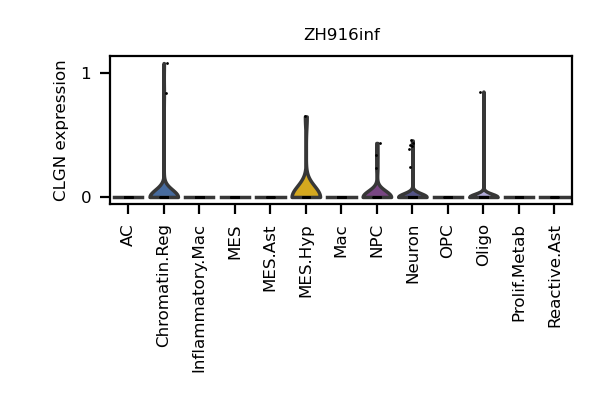 ZH916inf
CLGN expression
1
0
AC
Chromatin.Reg
Inflammatory.Mac
MES
MES.Ast
MES.Hyp
Mac
NPC
Neuron
OPC
Oligo
Prolif.Metab
Reactive.Ast